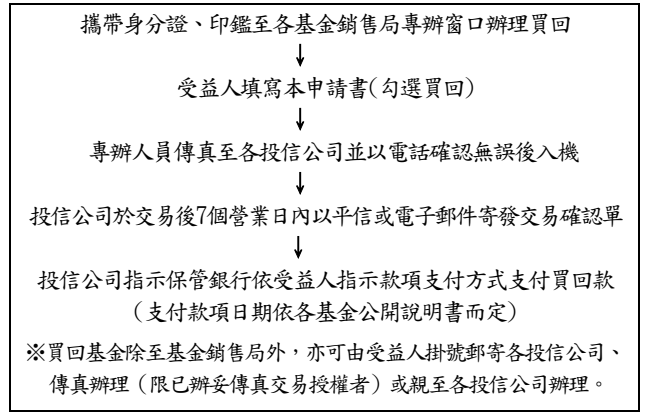 攜帶身分證、印鑑至各基金銷售局專辦窗口辦理買回
↓
受益人填寫本申請書(勾選買回)
↓
專辦人員傳真至各投信公司並以電話確認無誤後入機
↓
投信公司於交易後7個營業日內以平信或電子郵件寄發交易確認單
↓
投信公司指示保管銀行依受益人指示款項支付方式支付買回款
（支付款項日期依各基金公開說明書而定）
※買回基金除至基金銷售局外，亦可由受益人掛號郵寄各投信公司、
傳真辦理（限已辦妥傳真交易授權者）或親至各投信公司辦理。